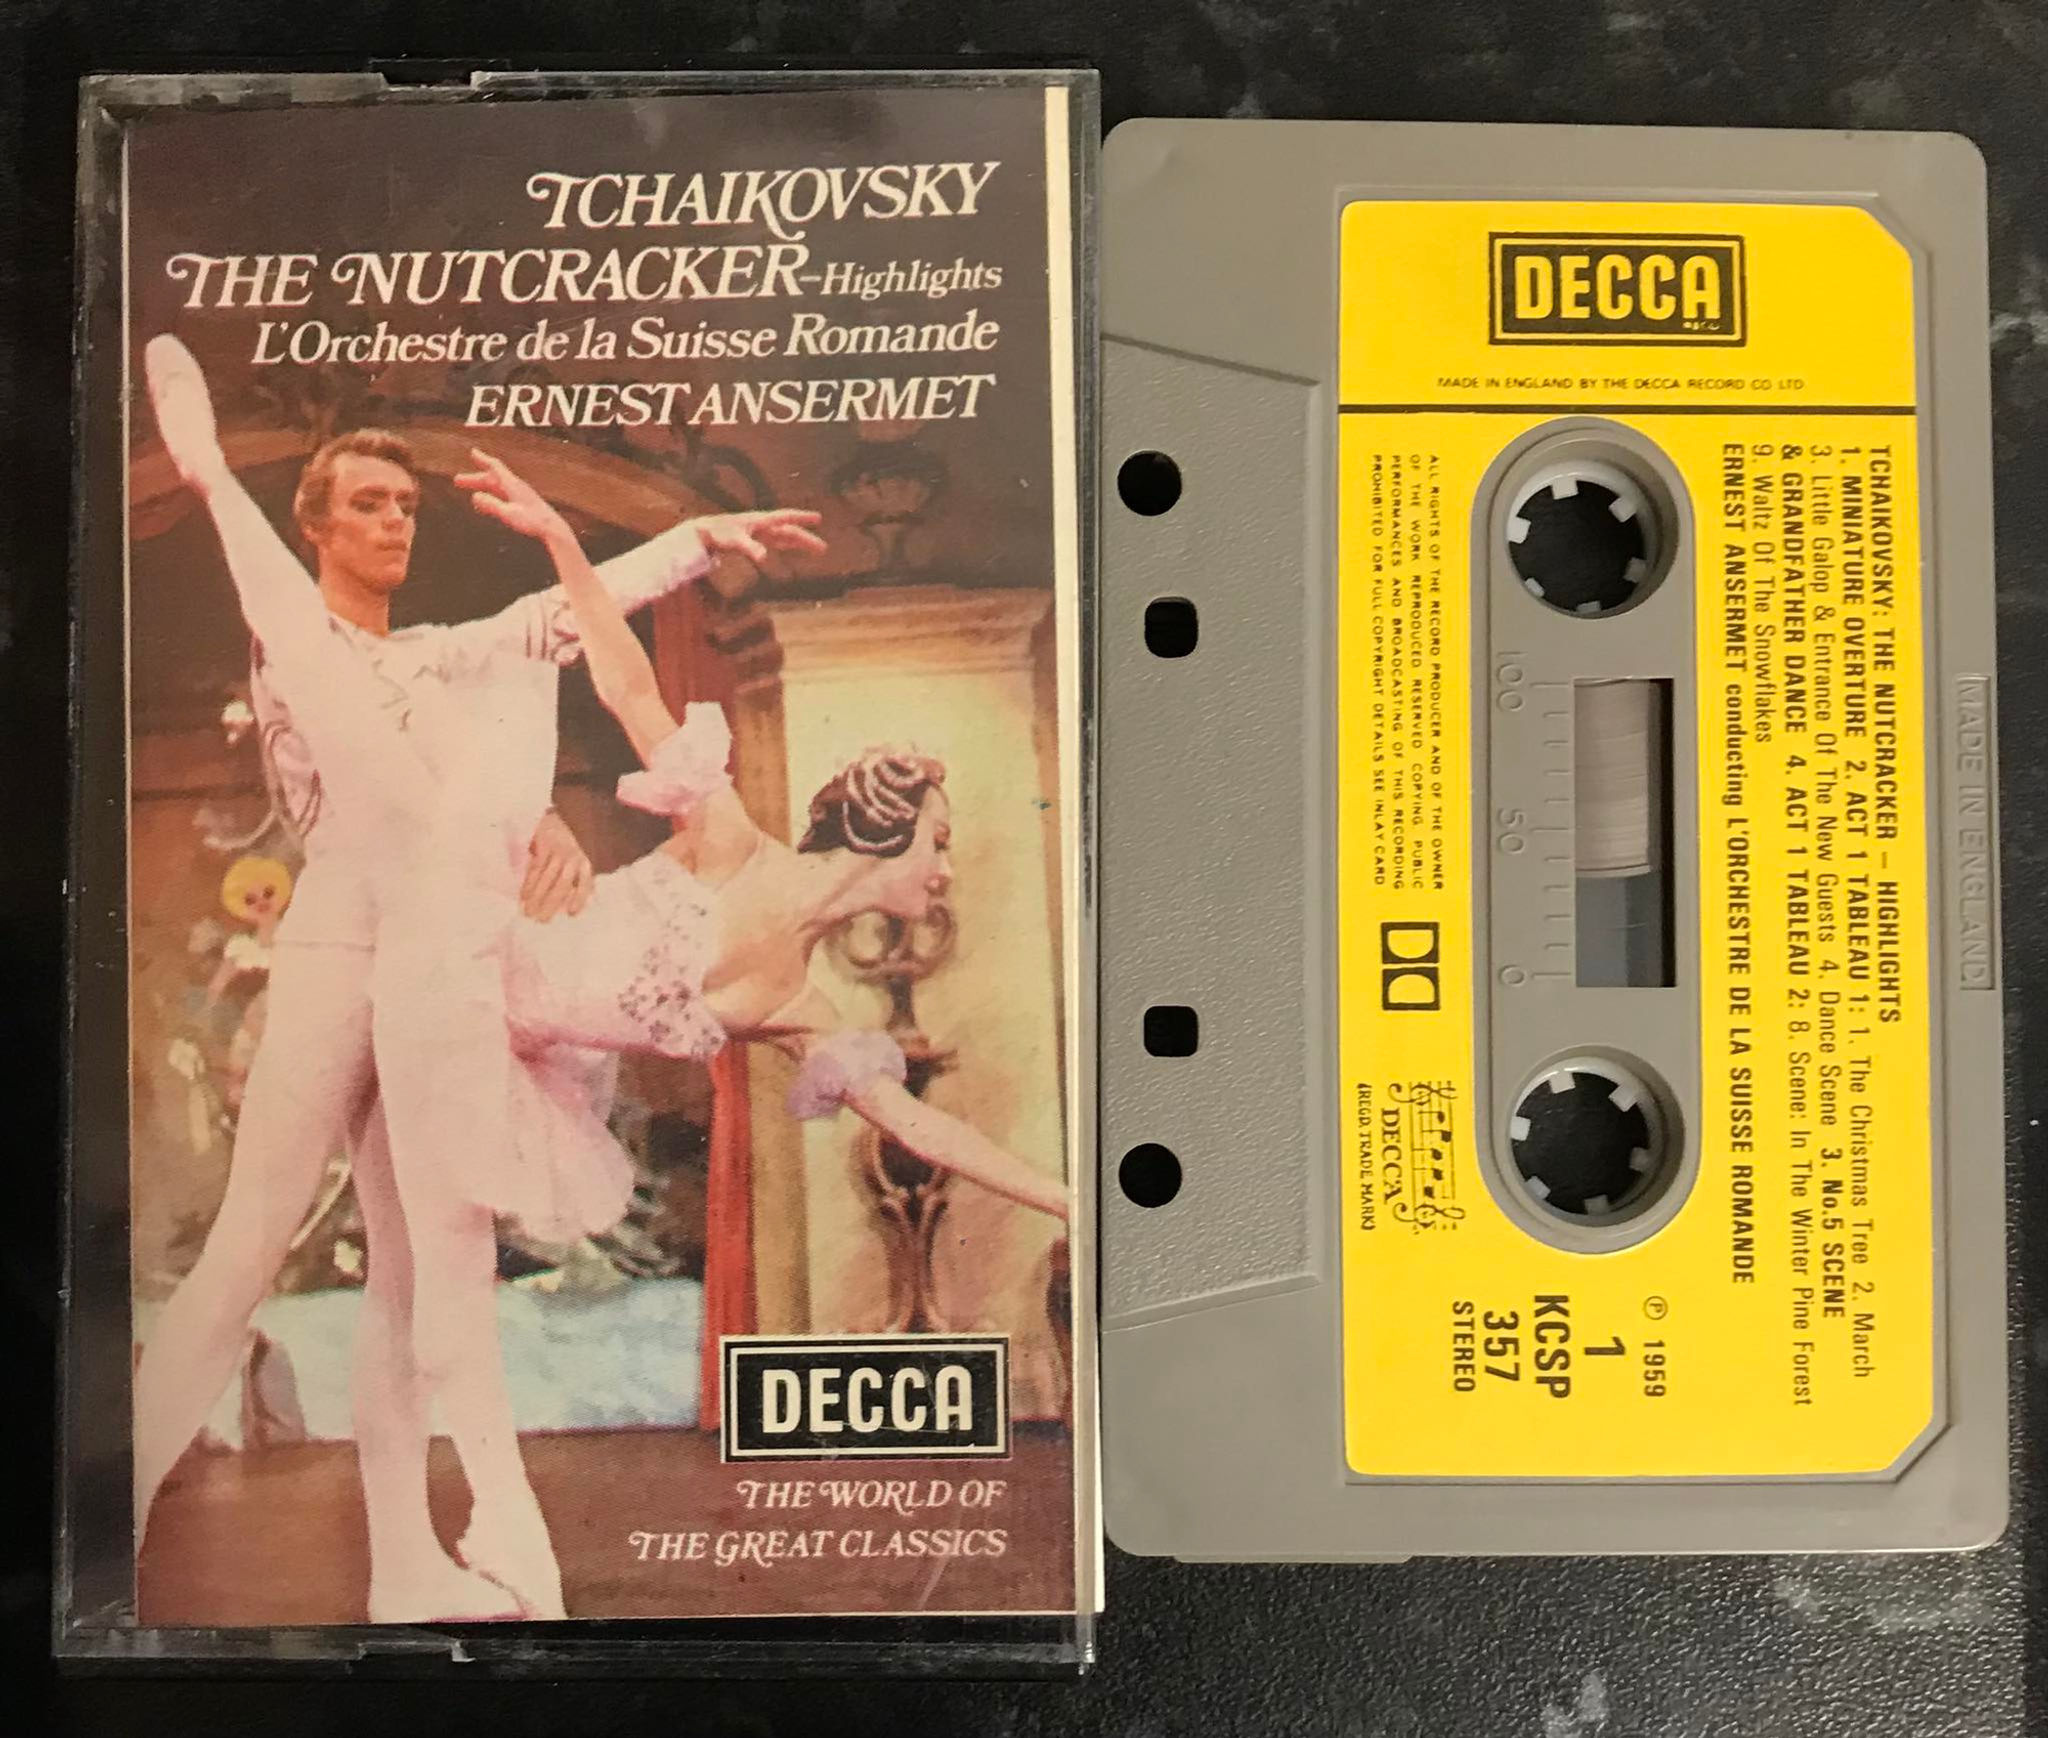 TCHAIKOVSKY
THE NUTCRACKER-Highlights
L'Orchestre de la Suisse Romande
ERNEST ANSERMET
DECCA
THE WORLD OF
THE GREAT CLASSICS
DECCA
MADE IN ENGLAND BY THE DECCA RECORD CO LTD
TCHAIKOVSKY: THE NUTCRACKER – HIGHLIGHTS
1. MINIATURE OVERTURE 2. ACT 1 TABLEAU 1: 1. The Christmas Tree 2. March
3. Little Galop & Entrance Of The New Guests 4. Dance Scene 3. No.5 SCENE
& GRANDFATHER DANCE 4. ACT 1 TABLEAU 2: 8. Scene: In The Winter Pine Forest
9. Waltz Of The Snowflakes
ERNEST ANSERMET conducting L'ORCHESTRE DE LA SUISSE ROMANDE
ALL RIGHTS OF THE RECORD PRODUCER AND OF THE OWNER
OF THE WORK REPRODUCED RESERVED COPYING PUBLIC
PERFORMANCES AND BROADCASTING OF THIS RECORDING
PROHIBITED FOR FULL COPYRIGHT DETAILS SEE INLAY CARD
DECCA
(REGD. TRADE MARK)
℗ 1959
1
KCSP
357
STEREO
100 50 0
MADE IN ENGLAND